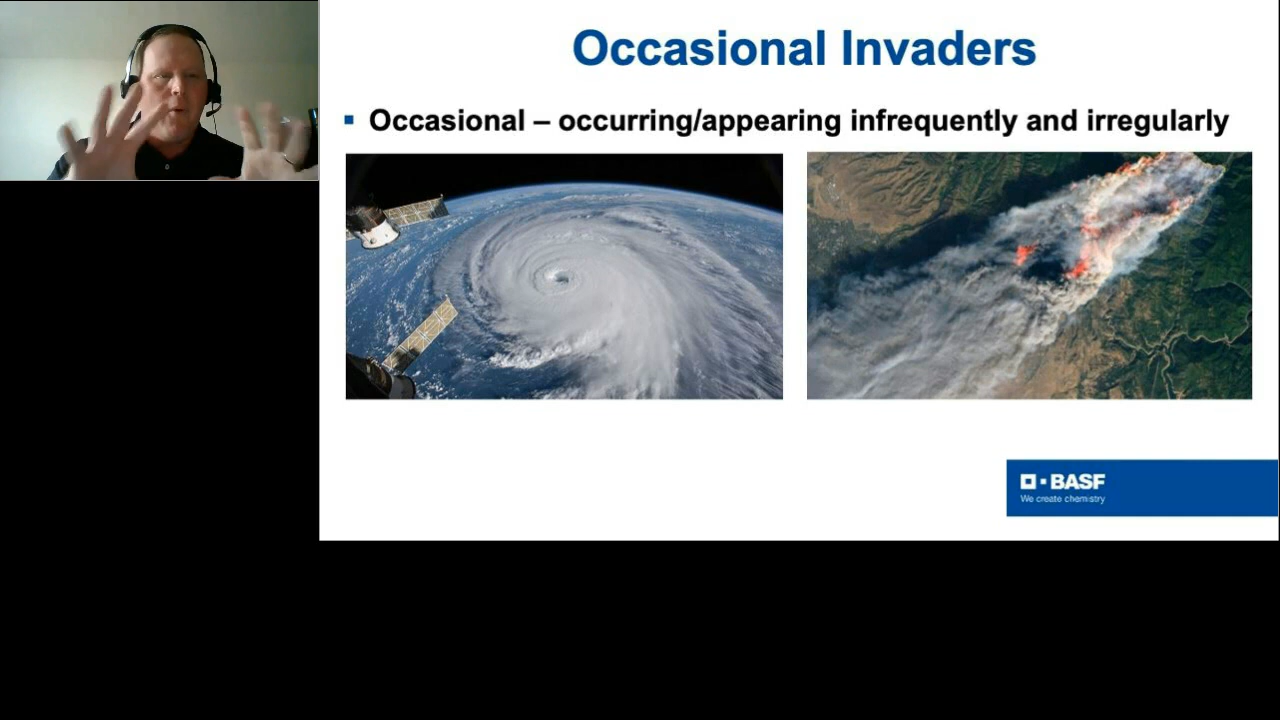 Occasional Invaders
▪ Occasional – occurring/appearing infrequently and irregularly
BASF
We create chemistry